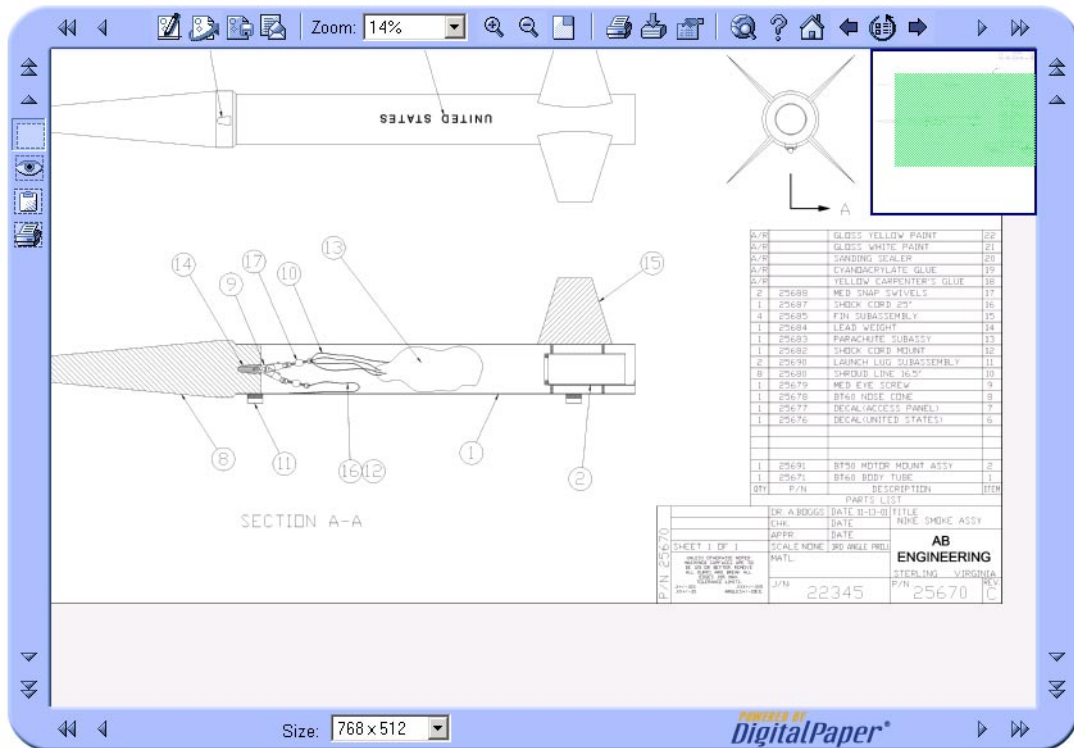 Zoom: 14%
UNITED STATES
A
13
14
17
10
15
9
8
11
16 12
1
2
SECTION A-A
A/R GLOSS YELLOW PAINT 22
A/R GLOSS WHITE PAINT 21
A/R SANDING SEALER 20
A/R CYANOACRYLATE GLUE 19
A/R YELLOW CARPENTER'S GLUE 18
2 25688 MED SNAP SWIVELS 17
1 25687 SHOCK CORD 25" 16
4 25685 FIN SUBASSEMBLY 15
1 25684 LEAD WEIGHT 14
1 25683 PARACHUTE SUBASSY 13
1 25682 SHOCK CORD MOUNT 12
2 25690 LAUNCH LUG SUBASSEMBLY 11
8 25680 SHROUD LINE 16.5" 10
1 25679 MED EYE SCREW 9
1 25678 BT60 NOSE CONE 8
1 25677 DECAL(ACCESS PANEL) 7
1 25676 DECAL(UNITED STATES) 6
1 25691 BT50 MOTOR MOUNT ASSY 2
1 25671 BT60 BODY TUBE 1
QTY P/N DESCRIPTION ITEM
PARTS LIST
DR. A.BOGGS DATE 11-13-01 TITLE
CHK. DATE NIKE SMOKE ASSY
APPR. DATE
SHEET 1 OF 1 SCALE NONE 3RD ANGLE PROJ.
AB
ENGINEERING
STERLING VIRGINIA
MATL.
J/N 22345
P/N 25670
REV. C
P/N 25670
Size: 768 x 512
POWERED BY
DigitalPaper®